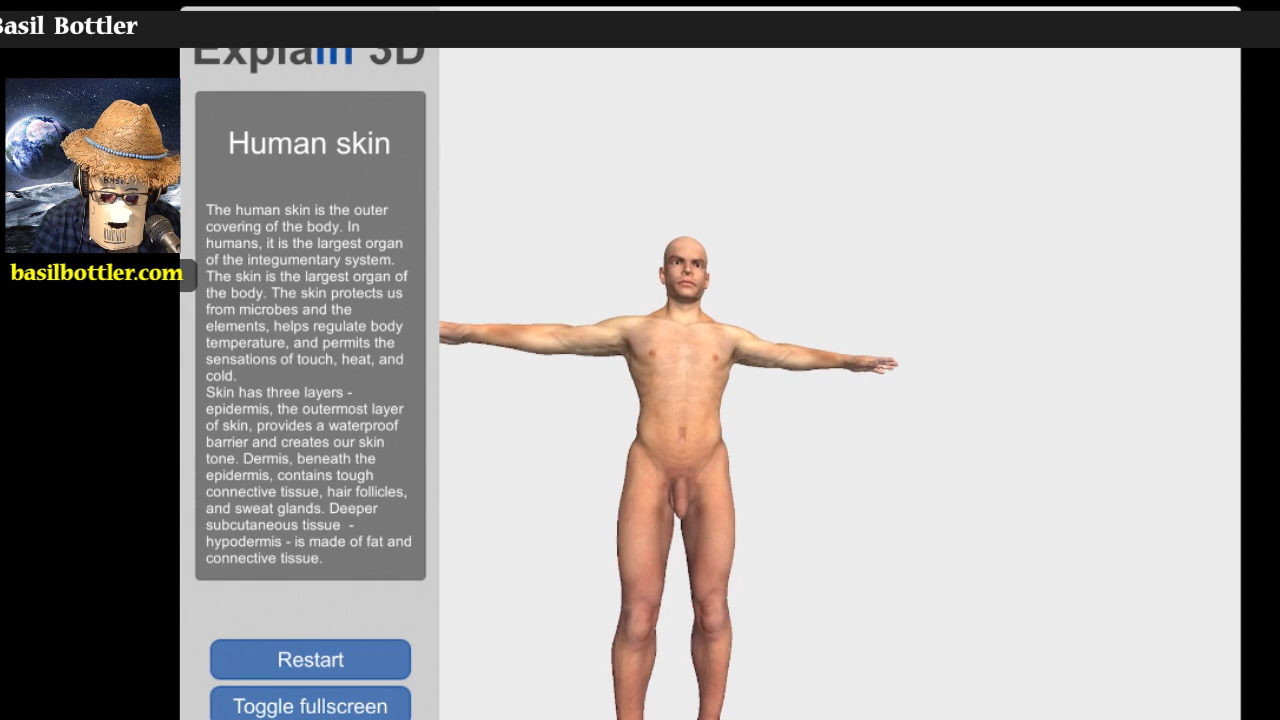 Basil Bottler
Explain 3D
Human skin
The human skin is the outer
covering of the body. In
humans, it is the largest organ
of the integumentary system.
The skin is the largest organ of
the body. The skin protects us
from microbes and the
elements, helps regulate body
temperature, and permits the
sensations of touch, heat, and
cold.
Skin has three layers -
epidermis, the outermost layer
of skin, provides a waterproof
barrier and creates our skin
tone. Dermis, beneath the
epidermis, contains tough
connective tissue, hair follicles,
and sweat glands. Deeper
subcutaneous tissue -
hypodermis - is made of fat and
connective tissue.
Restart
Toggle fullscreen
basilbottler.com